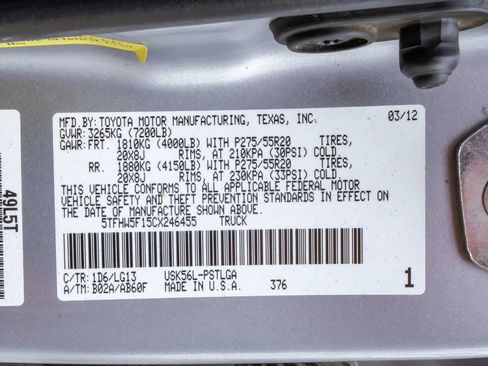 MFD.BY: TOYOTA MOTOR MANUFACTURING, TEXAS, INC. 03/12
GVWR: 3265KG (7200LB)
GAWR: FRT. 1810KG (4000LB) WITH P275/55R20 TIRES,
20X8J RIMS, AT 210KPA (30PSI) COLD.
RR. 1880KG (4150LB) WITH P275/55R20 TIRES,
20X8J RIMS, AT 230KPA (33PSI) COLD.
THIS VEHICLE CONFORMS TO ALL APPLICABLE FEDERAL MOTOR
VEHICLE SAFETY AND THEFT PREVENTION STANDARDS IN EFFECT ON
THE DATE OF MANUFACTURE SHOWN ABOVE.
5TFHW5F15CX246455 TRUCK
C/TR: 1D6/LG13 USK56L-PSTLGA
A/TM: B02A/AB60F MADE IN U.S.A. 376 1
49L5T